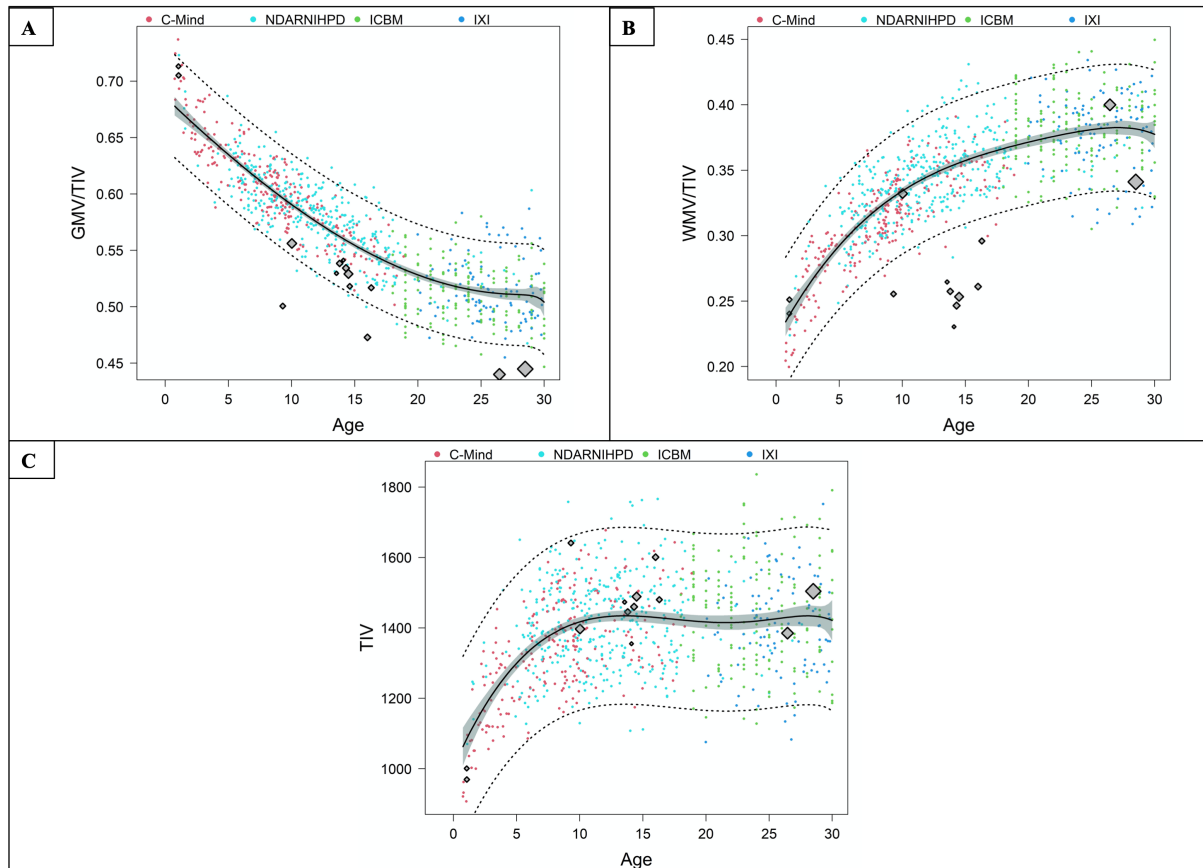 A
C-Mind NDARNIHPD ICBM IXI
GMV/TIV
0.70
0.65
0.60
0.55
0.50
0.45
0 5 10 15 20 25 30
Age
B
C-Mind NDARNIHPD ICBM IXI
WMV/TIV
0.45
0.40
0.35
0.30
0.25
0.20
0 5 10 15 20 25 30
Age
C
C-Mind NDARNIHPD ICBM IXI
TIV
1800
1600
1400
1200
1000
0 5 10 15 20 25 30
Age